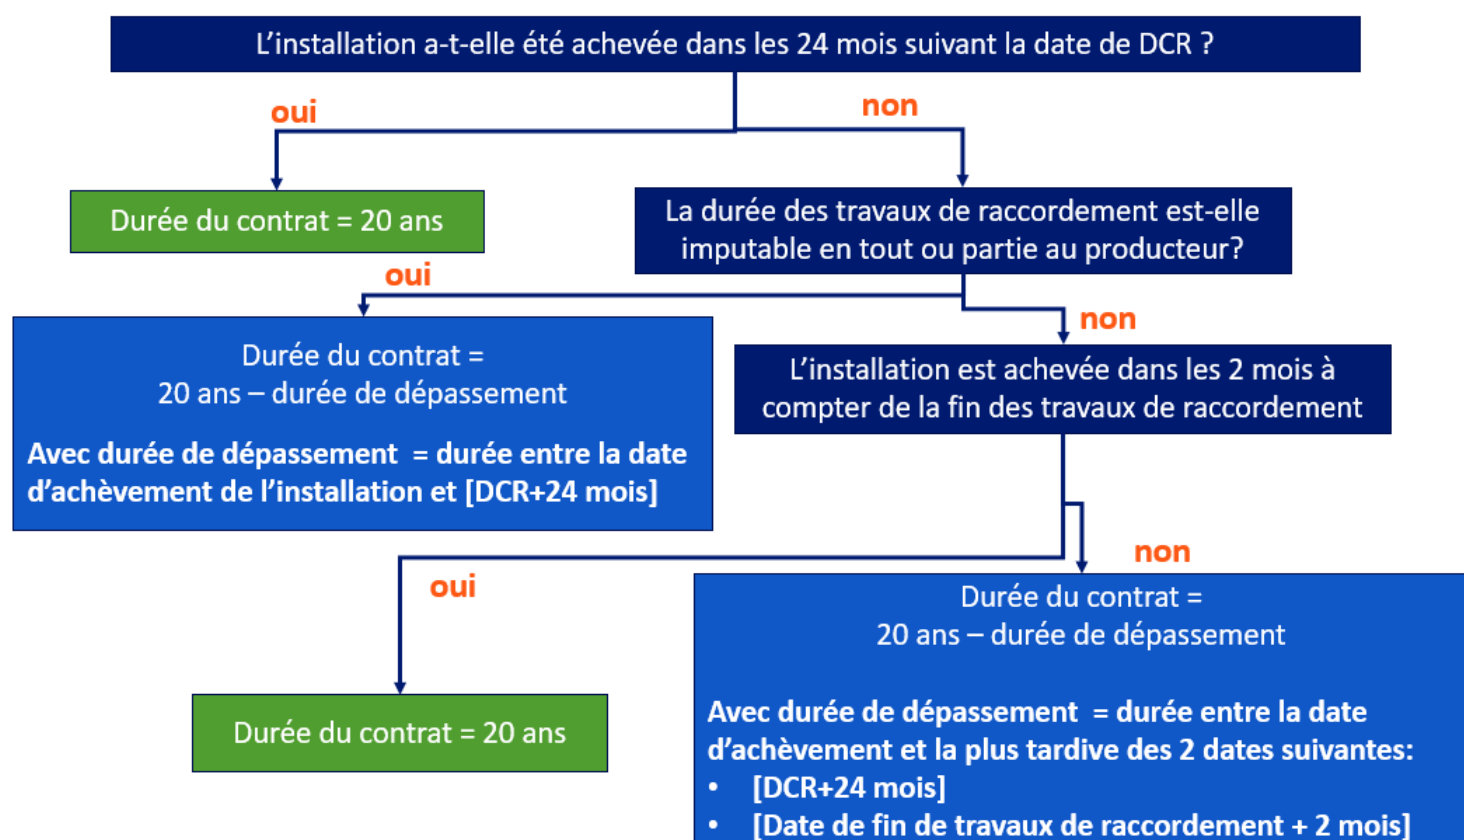 L’installation a-t-elle été achevée dans les 24 mois suivant la date de DCR ?
oui
non
Durée du contrat = 20 ans
La durée des travaux de raccordement est-elle
imputable en tout ou partie au producteur?
oui
non
Durée du contrat =
20 ans – durée de dépassement
Avec durée de dépassement  = durée entre la date
d’achèvement de l’installation et [DCR+24 mois]
L’installation est achevée dans les 2 mois à
compter de la fin des travaux de raccordement
oui
non
Durée du contrat = 20 ans
Durée du contrat =
20 ans – durée de dépassement
Avec durée de dépassement  = durée entre la date
d’achèvement et la plus tardive des 2 dates suivantes:
• [DCR+24 mois]
• [Date de fin de travaux de raccordement + 2 mois]